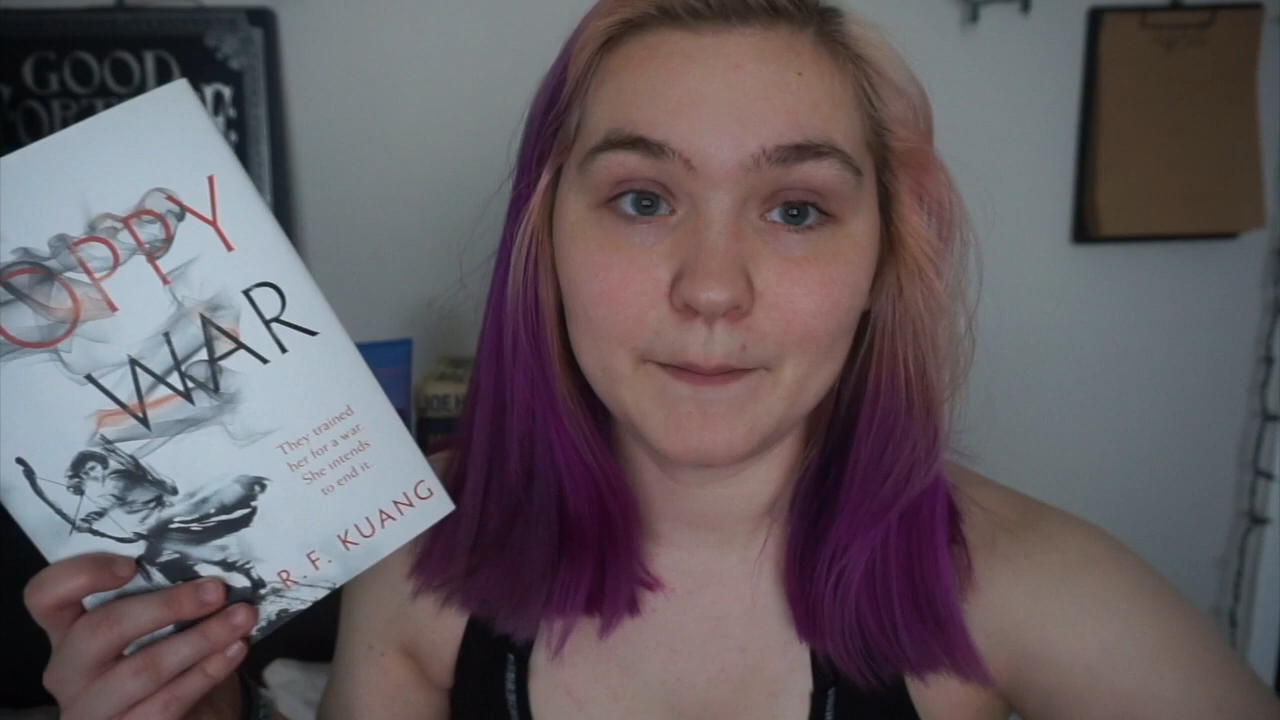 GOOD
OPPY
WAR
They trained
her for a war.
She intends
to end it.
R. F. KUANG